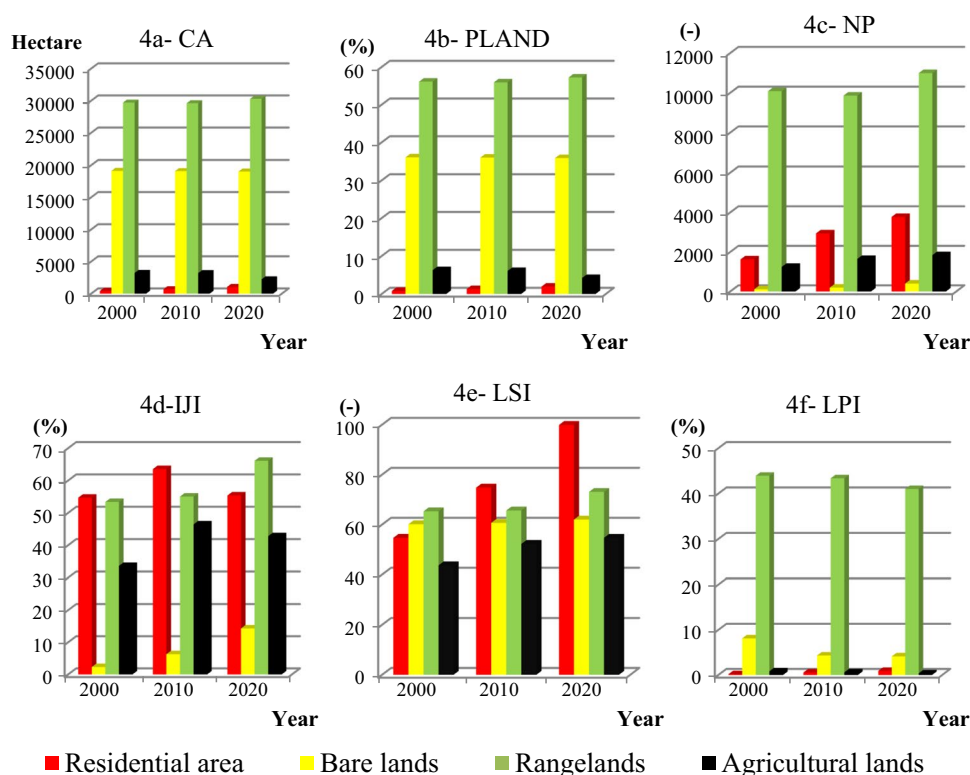 4a- CA
Hectare
35000
30000
25000
20000
15000
10000
5000
0
2000 2010 2020
Year
4b- PLAND
(%)
60
50
40
30
20
10
0
2000 2010 2020
Year
4c- NP
(-)
12000
10000
8000
6000
4000
2000
0
2000 2010 2020
Year
4d-IJI
(%)
70
60
50
40
30
20
10
0
2000 2010 2020
Year
4e- LSI
(-)
100
80
60
40
20
0
2000 2010 2020
Year
4f- LPI
(%)
50
40
30
20
10
0
2000 2010 2020
Year
Residential area Bare lands Rangelands Agricultural lands